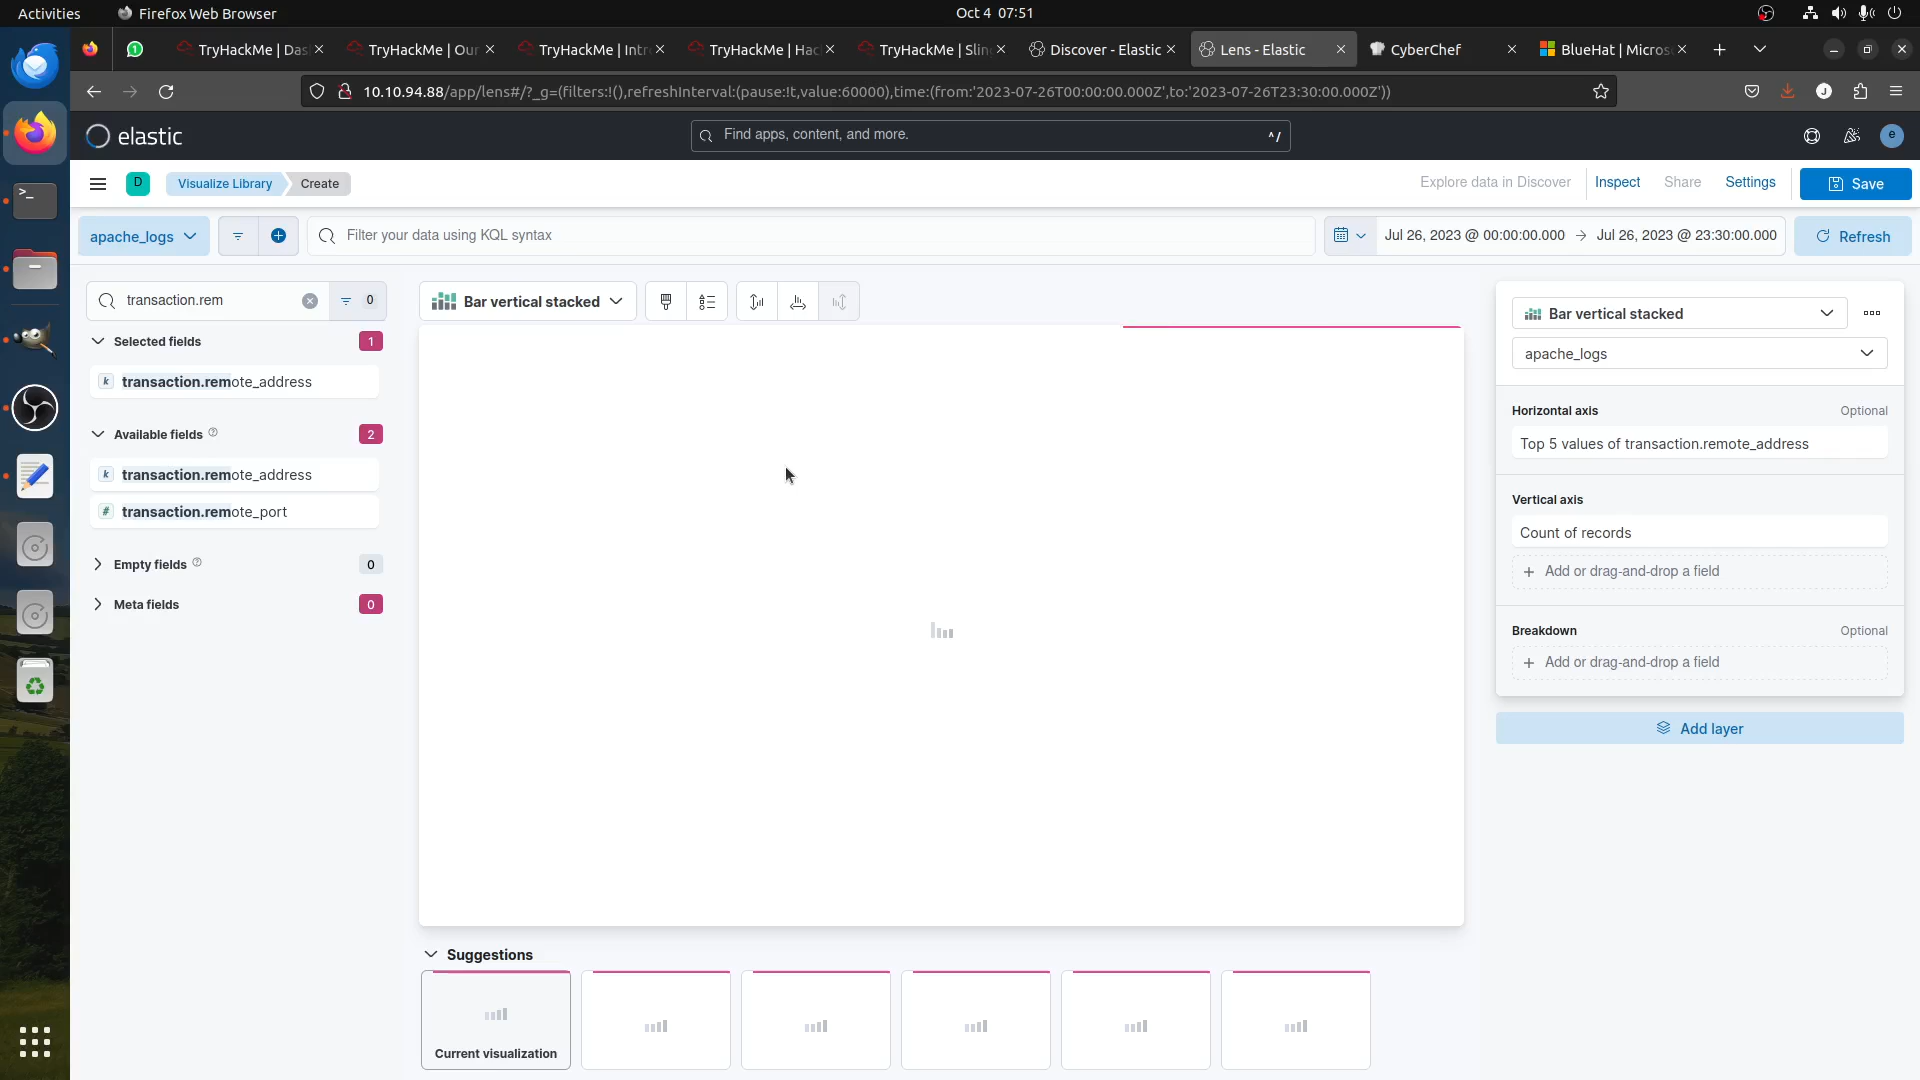 Activities
Firefox Web Browser
Oct 4 07:51
1
TryHackMe | Das
TryHackMe | Our
TryHackMe | Intr
TryHackMe | Hac
TryHackMe | Sling
Discover - Elastic
Lens - Elastic
CyberChef
BlueHat | Micros
10.10.94.88/app/lens#/?_g=(filters:!(),refreshInterval:(pause:!t,value:60000),time:(from:'2023-07-26T00:00:00.000Z',to:'2023-07-26T23:30:00.000Z'))
J
elastic
Find apps, content, and more.
^/
e
D
Visualize Library
Create
Explore data in Discover
Inspect
Share
Settings
Save
apache_logs
Filter your data using KQL syntax
Jul 26, 2023 @ 00:00:00.000 → Jul 26, 2023 @ 23:30:00.000
Refresh
transaction.rem
0
Bar vertical stacked
Selected fields
1
k transaction.remote_address
Available fields
2
k transaction.remote_address
# transaction.remote_port
Empty fields
0
Meta fields
0
Bar vertical stacked
apache_logs
Horizontal axis
Optional
Top 5 values of transaction.remote_address
Vertical axis
Count of records
+ Add or drag-and-drop a field
Breakdown
Optional
+ Add or drag-and-drop a field
Add layer
Suggestions
Current visualization